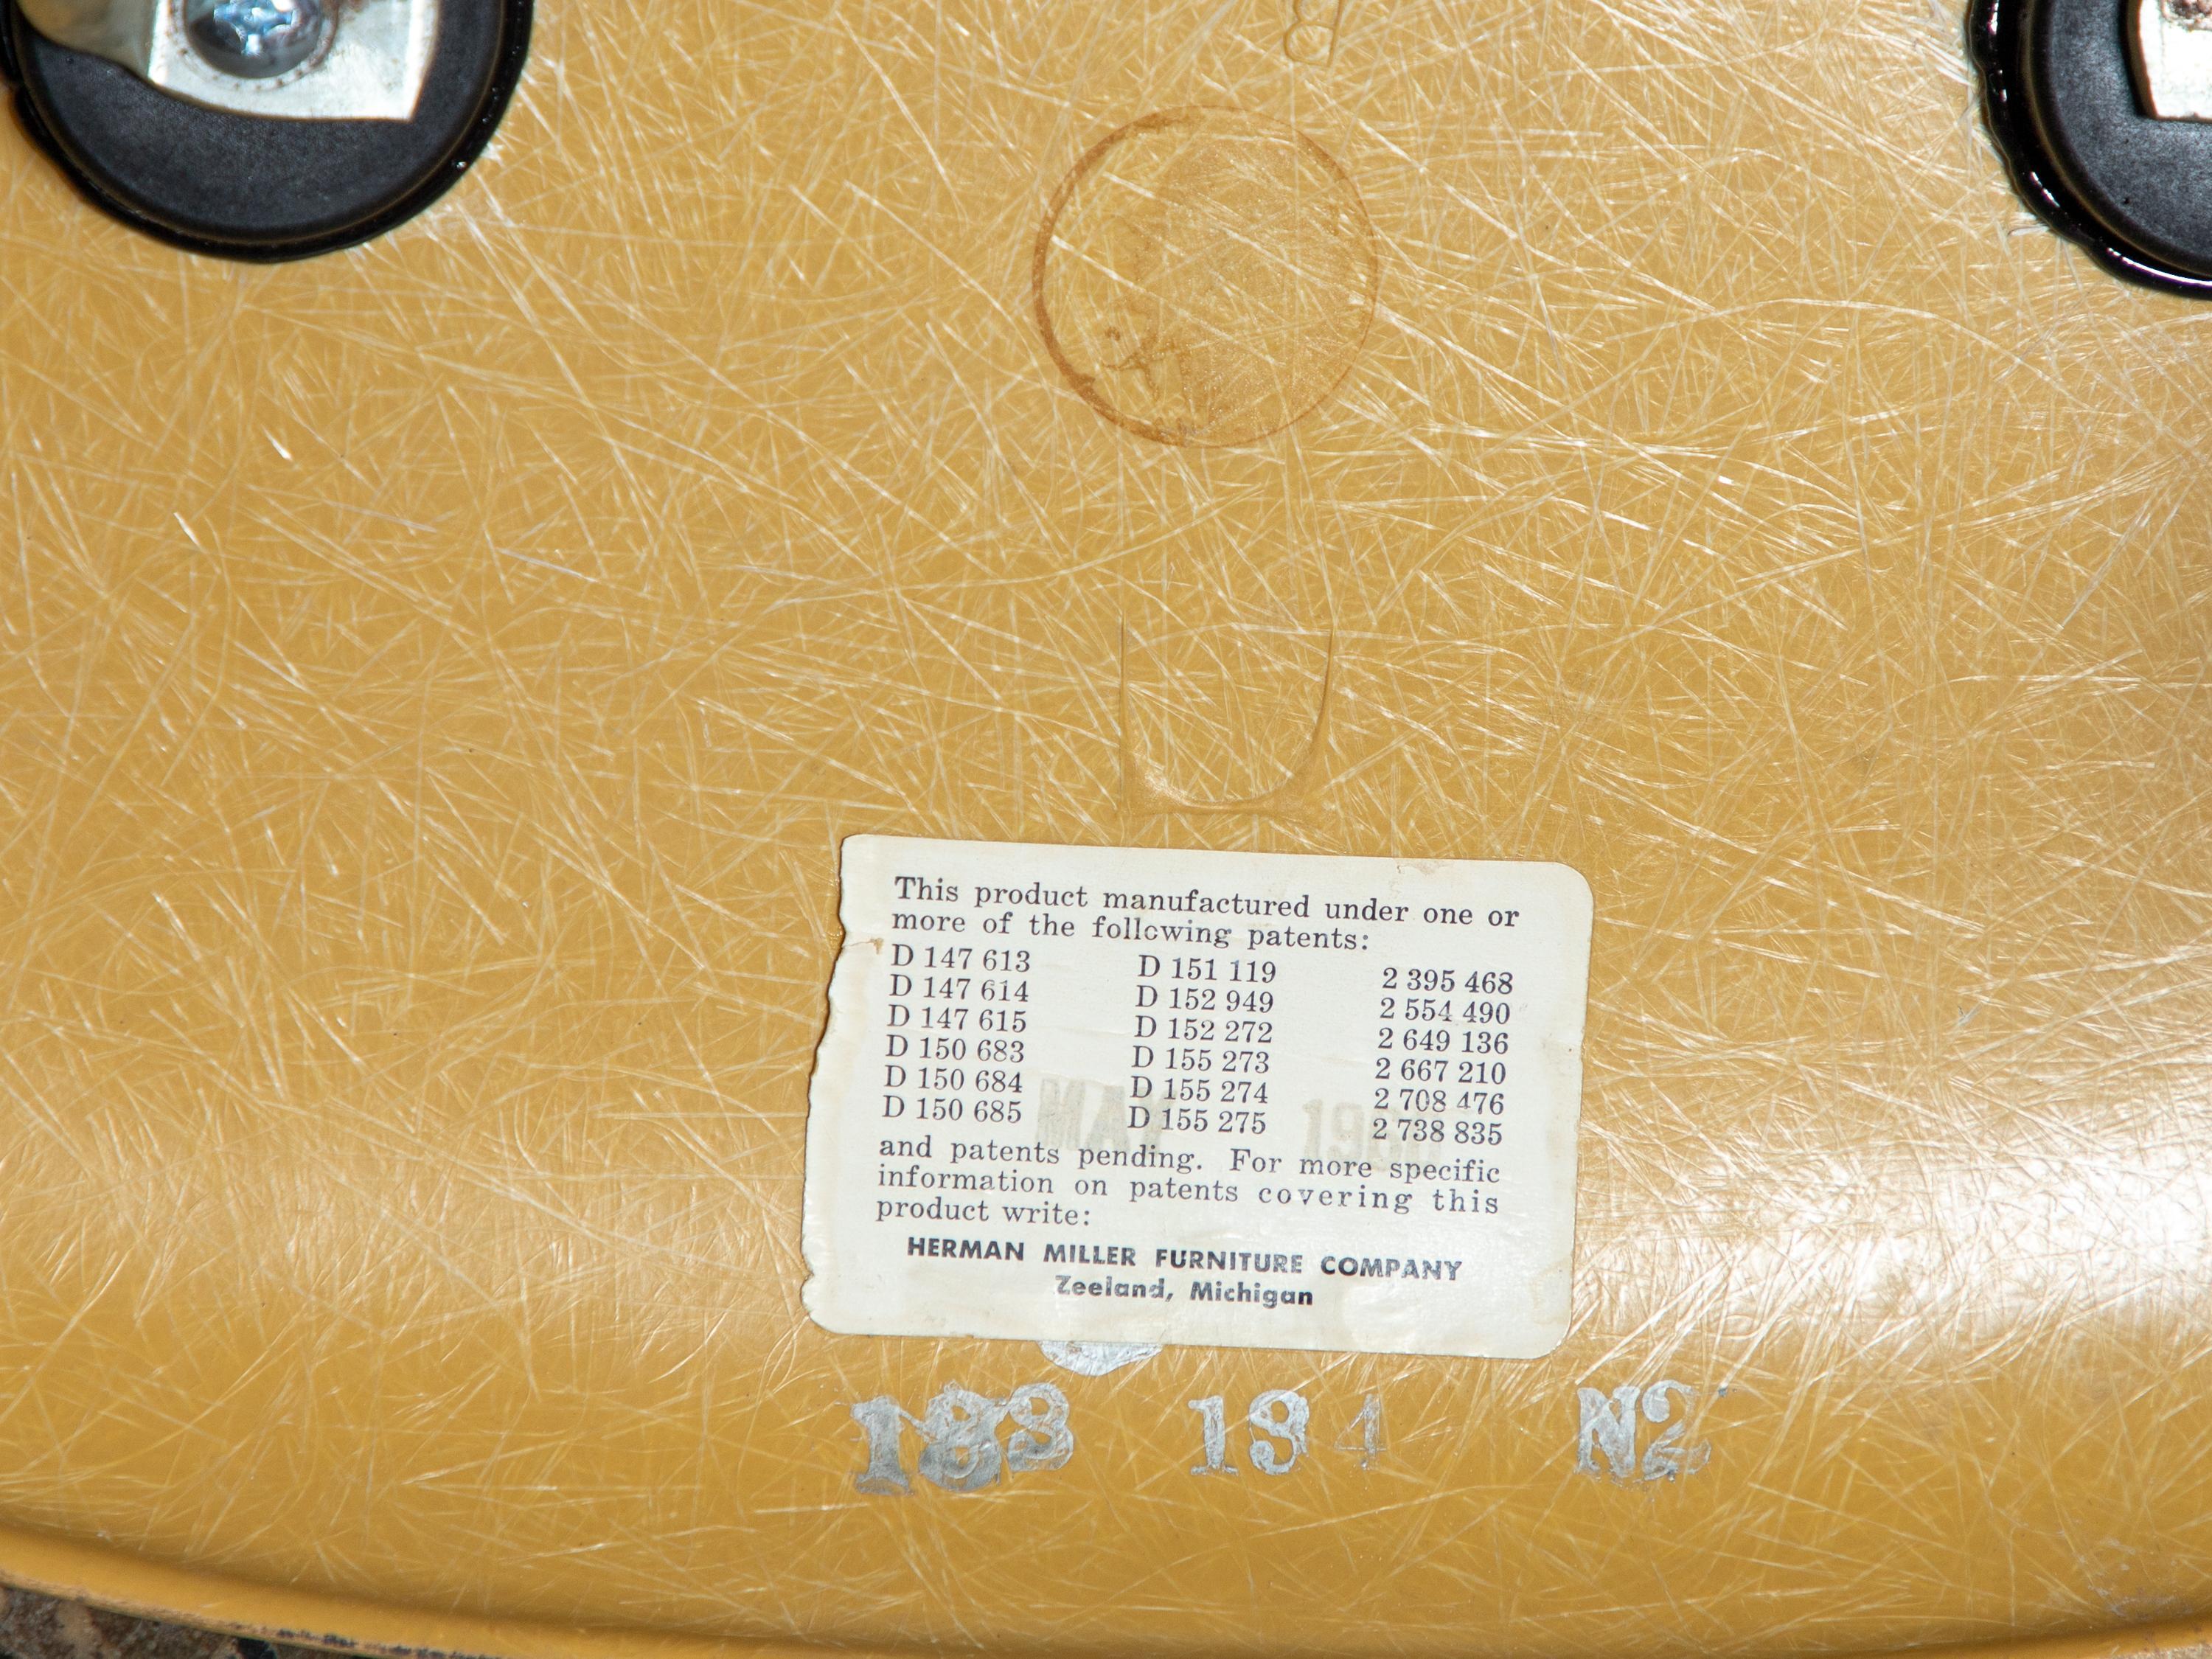 This product manufactured under one or
more of the following patents:
D 147 613 D 151 119 2 395 468
D 147 614 D 152 949 2 554 490
D 147 615 D 152 272 2 649 136
D 150 683 D 155 273 2 667 210
D 150 684 D 155 274 2 708 476
D 150 685 D 155 275 2 738 835
and patents pending. For more specific
information on patents covering this
product write:
HERMAN MILLER FURNITURE COMPANY
Zeeland, Michigan
N2